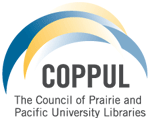 COPPUL
The Council of Prairie and
Pacific University Libraries